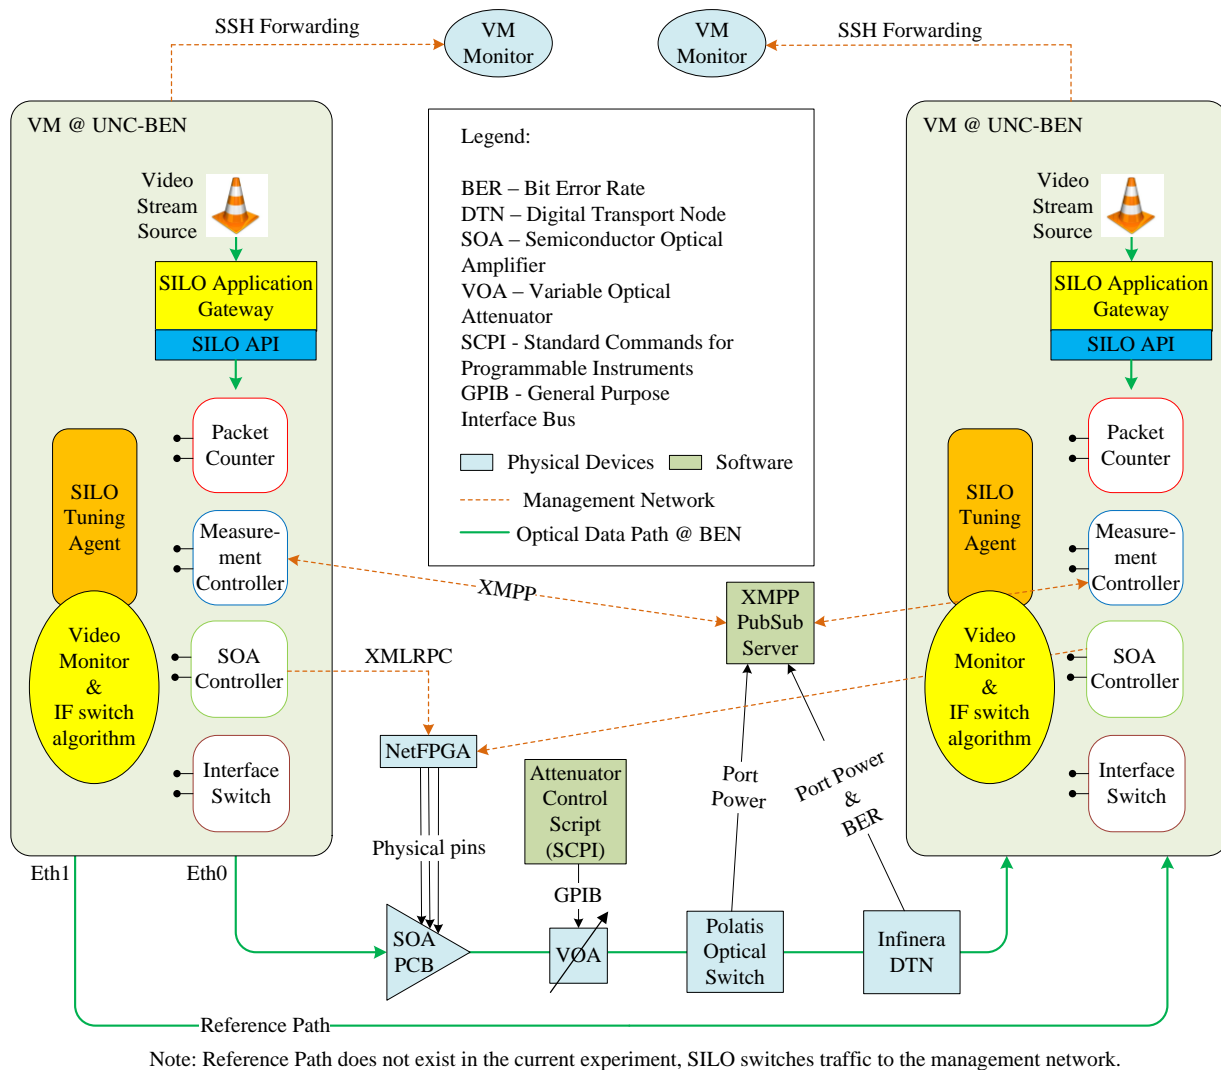 SSH Forwarding
VM
Monitor
VM
Monitor
SSH Forwarding
VM @ UNC-BEN
Video
Stream
Source
SILO Application
Gateway
SILO API
Packet
Counter
SILO
Tuning
Agent
Measure-
ment
Controller
Video
Monitor
&
IF switch
algorithm
SOA
Controller
Interface
Switch
Eth1
Eth0
Legend:
BER – Bit Error Rate
DTN – Digital Transport Node
SOA – Semiconductor Optical
Amplifier
VOA – Variable Optical
Attenuator
SCPI - Standard Commands for
Programmable Instruments
GPIB - General Purpose
Interface Bus
Physical Devices
Software
Management Network
Optical Data Path @ BEN
XMPP
XMPP
PubSub
Server
XMLRPC
NetFPGA
Physical pins
Attenuator
Control
Script
(SCPI)
GPIB
Port
Power
Port Power
&
BER
SOA
PCB
VOA
Polatis
Optical
Switch
Infinera
DTN
VM @ UNC-BEN
Video
Stream
Source
SILO Application
Gateway
SILO API
Packet
Counter
SILO
Tuning
Agent
Measure-
ment
Controller
Video
Monitor
&
IF switch
algorithm
SOA
Controller
Interface
Switch
Reference Path
Note: Reference Path does not exist in the current experiment, SILO switches traffic to the management network.